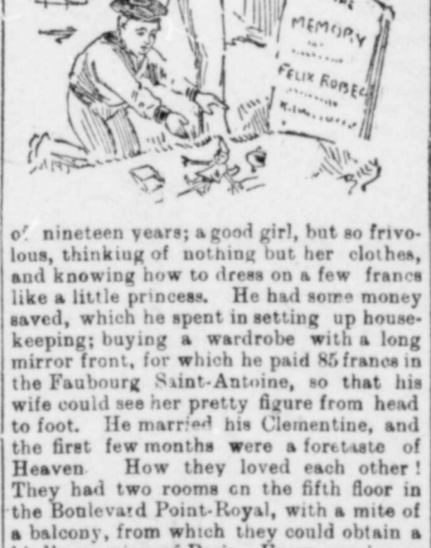 MEMORY
FELIX ROBEC
of nineteen years; a good girl, but so frivo-
lous, thinking of nothing but her clothes,
and knowing how to dress on a few francs
like a little princess. He had some money
saved, which he spent in setting up house-
keeping; buying a wardrobe with a long
mirror front, for which he paid 85 francs in
the Faubourg Saint-Antoine, so that his
wife could see her pretty figure from head
to foot. He married his Clementine, and
the first few months were a foretaste of
Heaven. How they loved each other!
They had two rooms cn the fifth floor in
the Boulevard Point-Royal, with a mite of
a balcony, from which they could obtain a